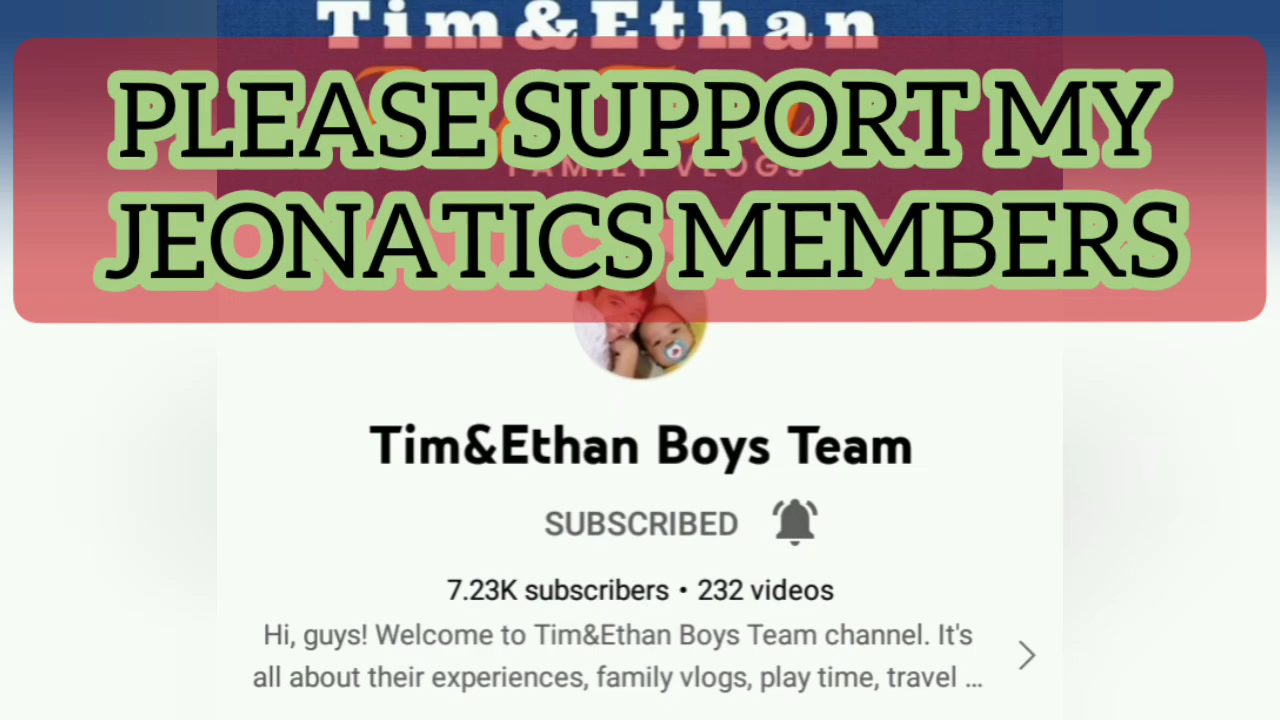 Tim&Ethan
PLEASE SUPPORT MY
FAMILY VLOGS
JEONATICS MEMBERS
Tim&Ethan Boys Team
SUBSCRIBED
7.23K subscribers • 232 videos
Hi, guys! Welcome to Tim&Ethan Boys Team channel. It's
all about their experiences, family vlogs, play time, travel ...